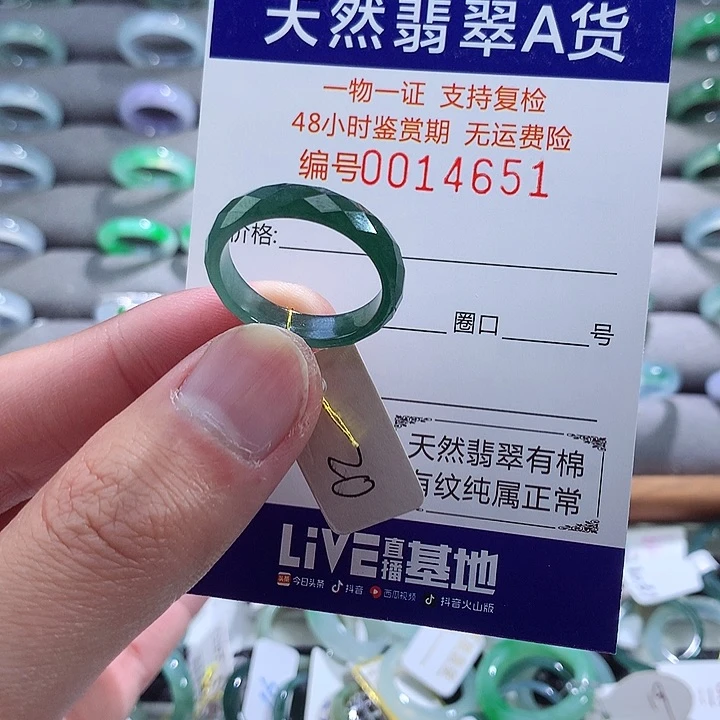 天然翡翠A货
一物一证 支持复检
48小时鉴赏期 无运费险
编号0014651
价格:
圈口 号
天然翡翠有棉
有纹纯属正常
LiVE直播基地
今日头条 抖音 西瓜视频 抖音火山版